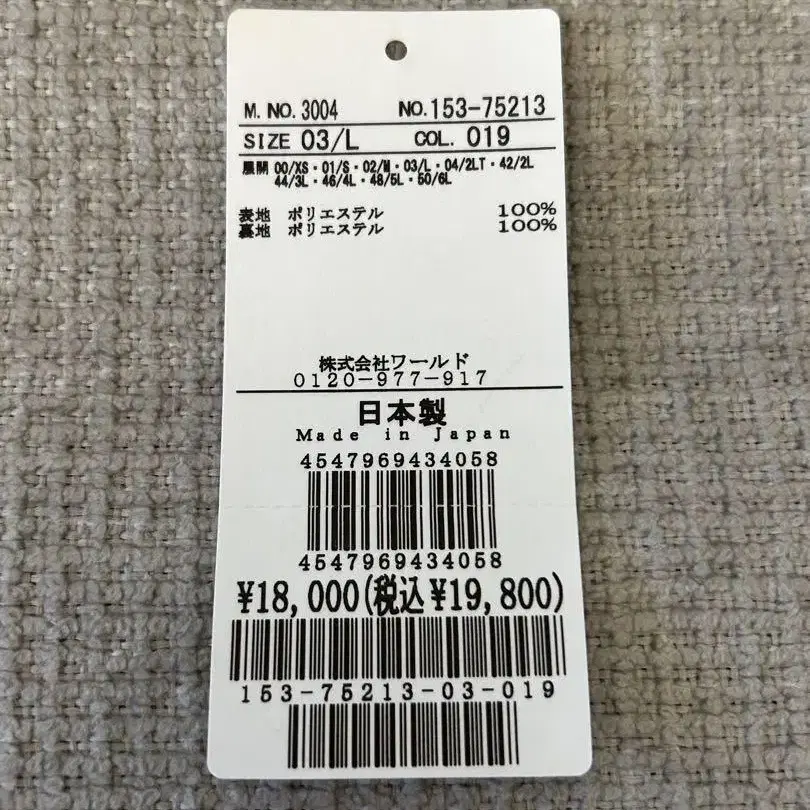 M. NO. 3004 NO. 153-75213
SIZE 03/L COL. 019
展開 00/XS・01/S・02/M・03/L・04/2LT・42/2L
44/3L・46/4L・48/5L・50/6L
表地 ポリエステル 100%
裏地 ポリエステル 100%
株式会社ワールド
0120-977-917
日本製
Made in Japan
4547969434058
4547969434058
¥18,000(税込¥19,800)
153-75213-03-019